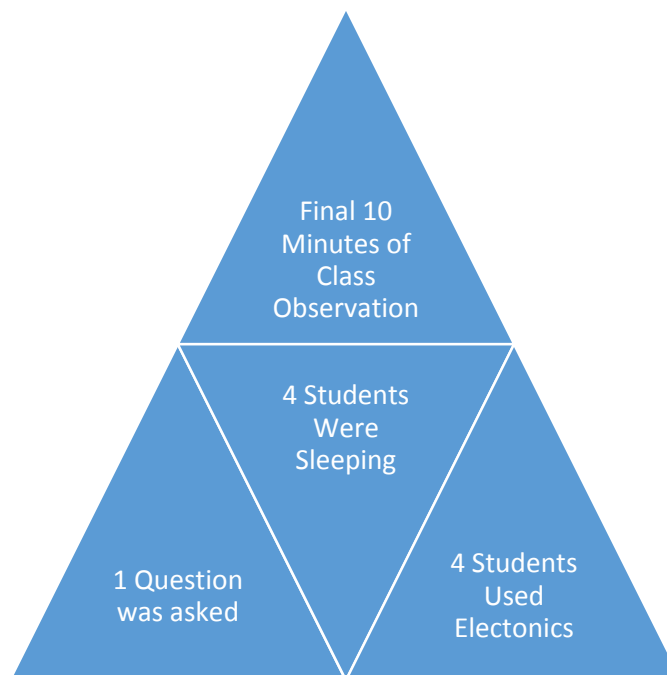 Final 10
Minutes of
Class
Observation
4 Students
Were
Sleeping
1 Question
was asked
4 Students
Used
Electonics